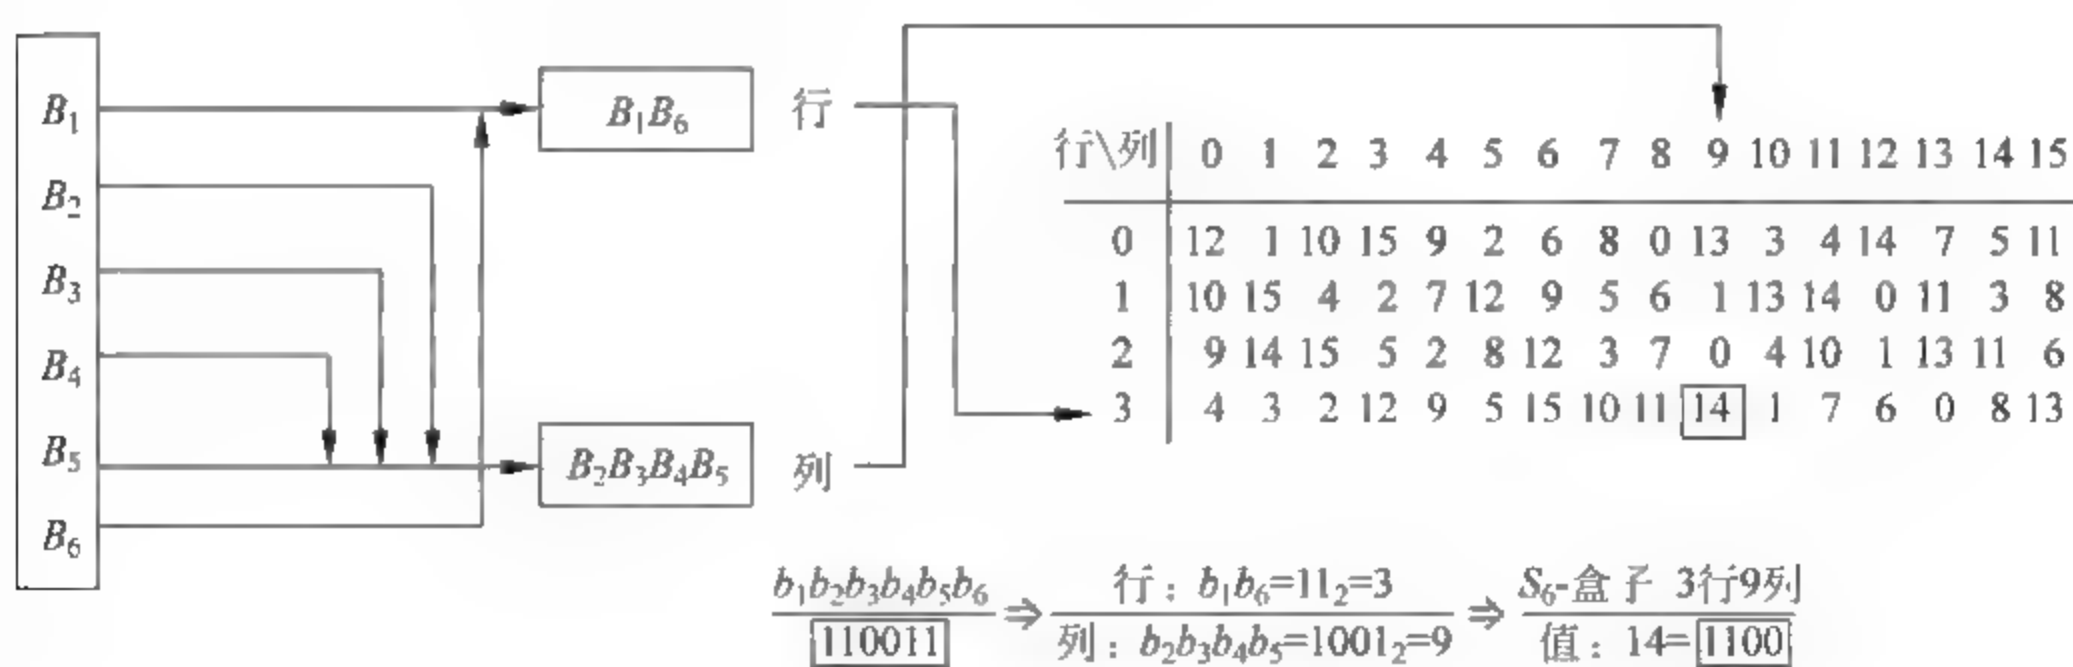 B₁
B₂
B₃
B₄
B₅
B₆
B₁B₆
行
B₂B₃B₄B₅
列
行\列 0 1 2 3 4 5 6 7 8 9 10 11 12 13 14 15
0 12 1 10 15 9 2 6 8 0 13 3 4 14 7 5 11
1 10 15 4 2 7 12 9 5 6 1 13 14 0 11 3 8
2 9 14 15 5 2 8 12 3 7 0 4 10 1 13 11 6
3 4 3 2 12 9 5 15 10 11 14 1 7 6 0 8 13
b₁b₂b₃b₄b₅b₆ ⇒ 行：b₁b₆=11₂=3 ⇒ S₆-盒子 3行9列
110011 列：b₂b₃b₄b₅=1001₂=9 值：14=1100